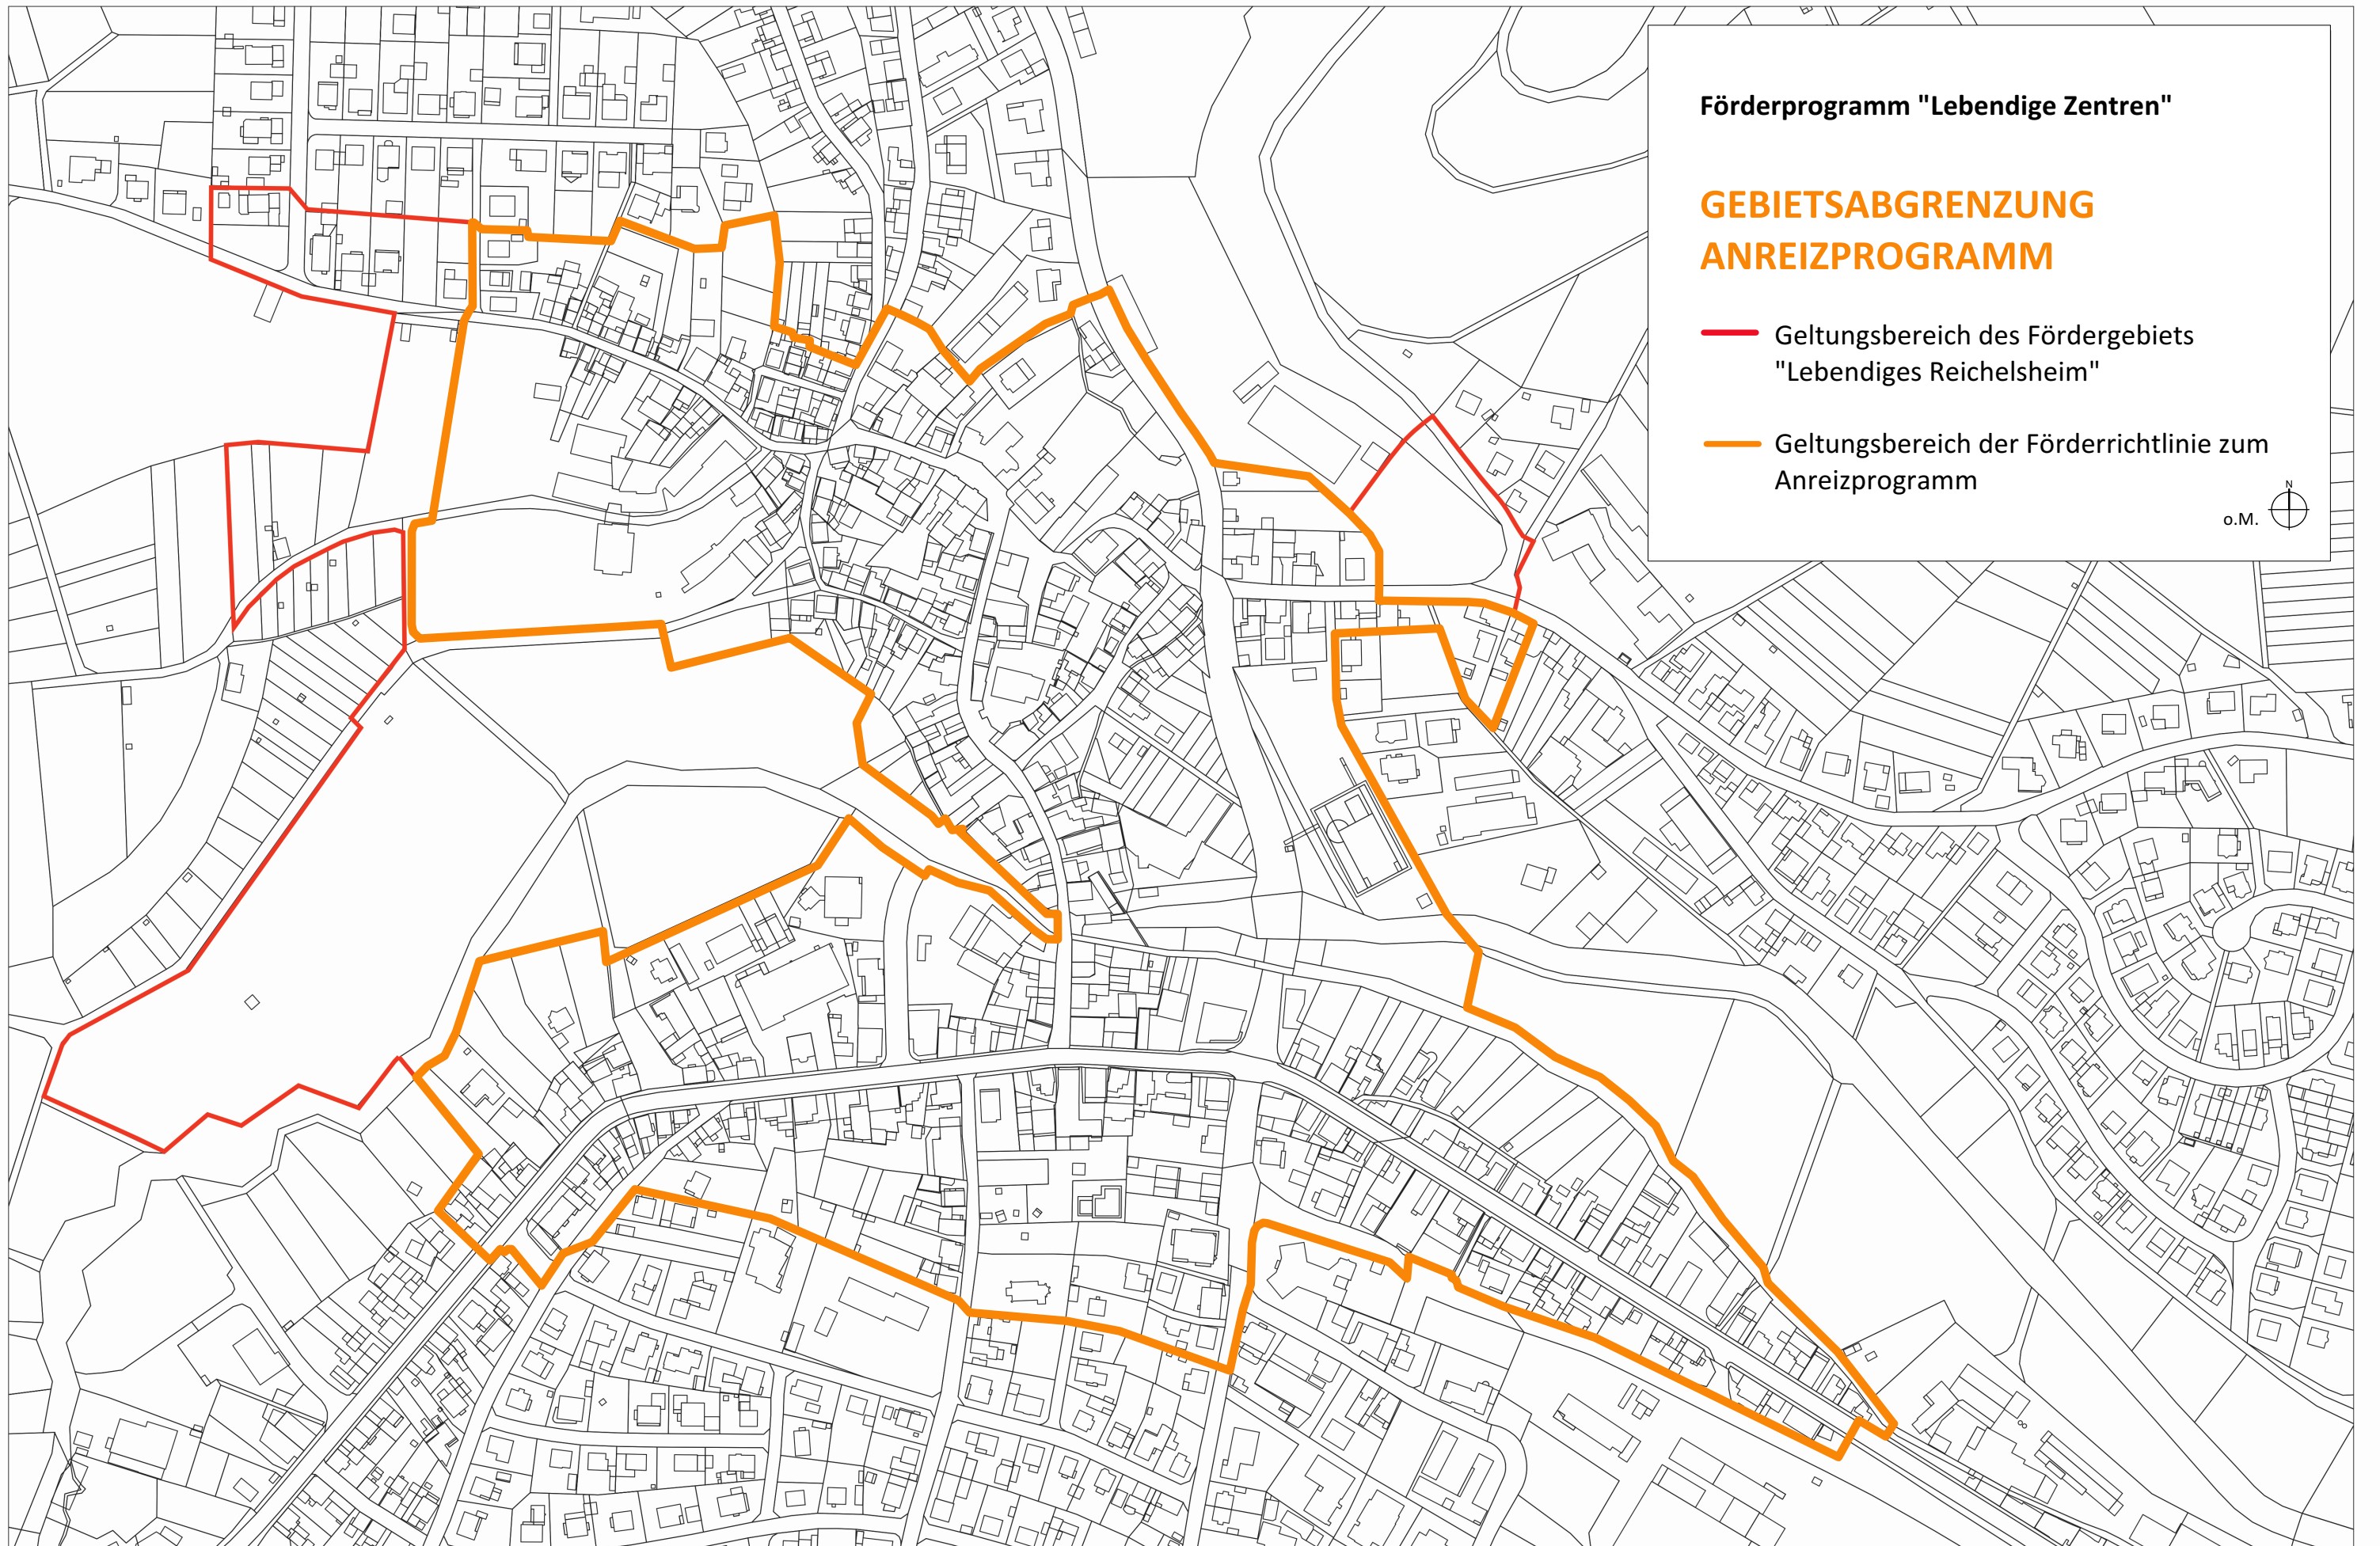 Förderprogramm "Lebendige Zentren"
GEBIETSABGRENZUNG
ANREIZPROGRAMM
Geltungsbereich des Fördergebiets
"Lebendiges Reichelsheim"
Geltungsbereich der Förderrichtlinie zum
Anreizprogramm
N
o.M.